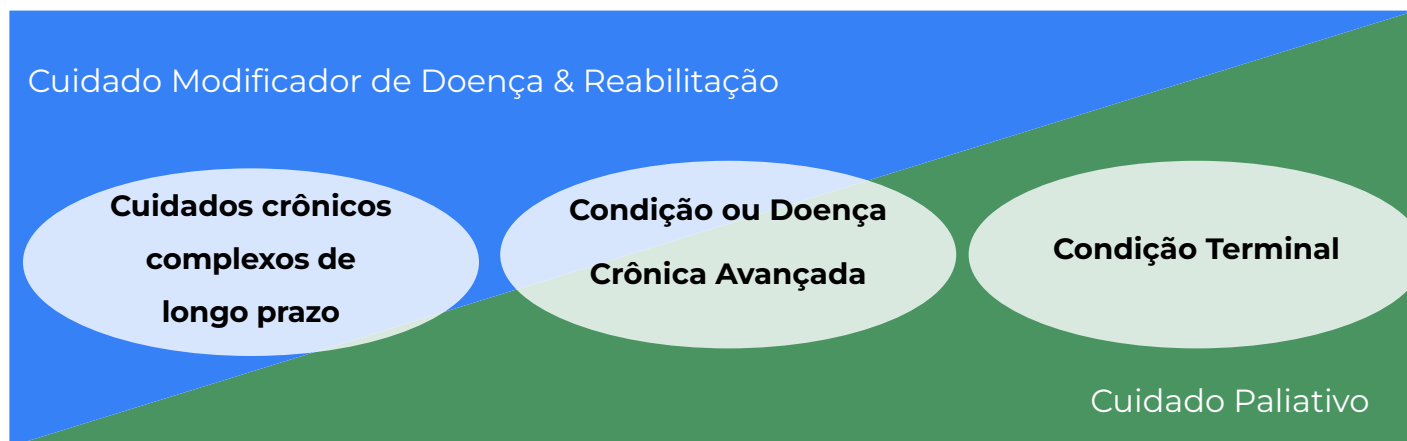 Cuidado Modificador de Doença & Reabilitação
Cuidados crônicos
complexos de
longo prazo
Condição ou Doença
Crônica Avançada
Condição Terminal
Cuidado Paliativo